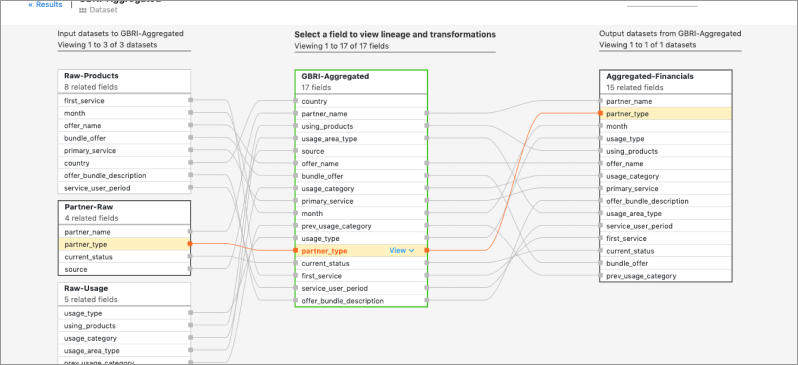 « Results
GBRI-Aggregated
Dataset
Input datasets to GBRI-Aggregated
Viewing 1 to 3 of 3 datasets
Select a field to view lineage and transformations
Viewing 1 to 17 of 17 fields
Output datasets from GBRI-Aggregated
Viewing 1 to 1 of 1 datasets
Raw-Products
8 related fields
first_service
month
offer_name
bundle_offer
primary_service
country
offer_bundle_description
service_user_period
Partner-Raw
4 related fields
partner_name
partner_type
current_status
source
Raw-Usage
5 related fields
usage_type
using_products
usage_category
usage_area_type
prev_usage_category
GBRI-Aggregated
17 fields
country
partner_name
using_products
usage_area_type
source
offer_name
bundle_offer
usage_category
primary_service
month
prev_usage_category
usage_type
partner_type View
current_status
first_service
service_user_period
offer_bundle_description
Aggregated-Financials
15 related fields
partner_name
partner_type
month
usage_type
using_products
offer_name
usage_category
primary_service
offer_bundle_description
usage_area_type
service_user_period
first_service
current_status
bundle_offer
prev_usage_category